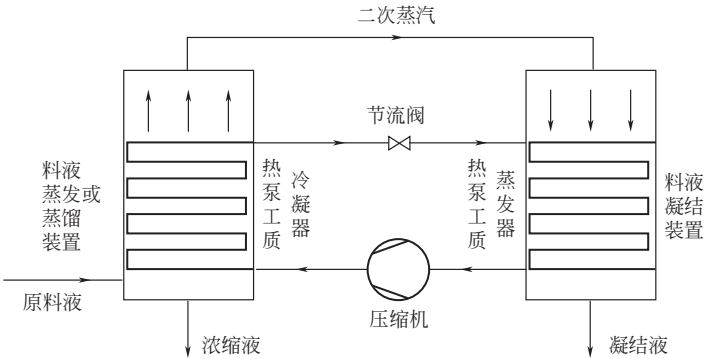 二次蒸汽
节流阀
料液
蒸发或
蒸馏
装置
热泵工质
冷凝器
热泵工质
蒸发器
料液
凝结
装置
原料液
压缩机
浓缩液
凝结液